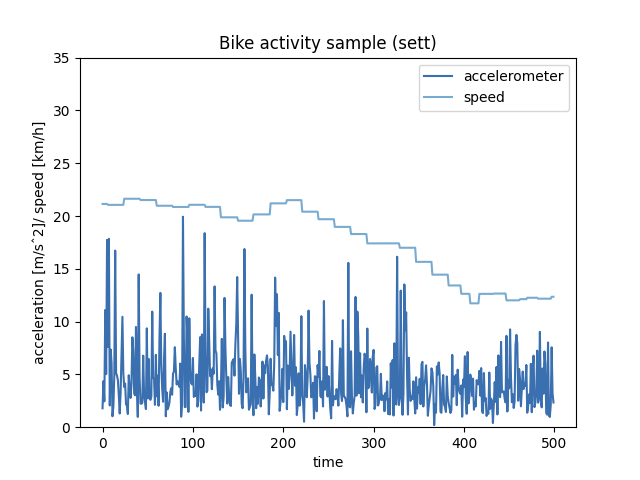 Bike activity sample (sett)
accelerometer
speed
acceleration [m/s^2]/ speed [km/h]
35
30
25
20
15
10
5
0
0 100 200 300 400 500
time